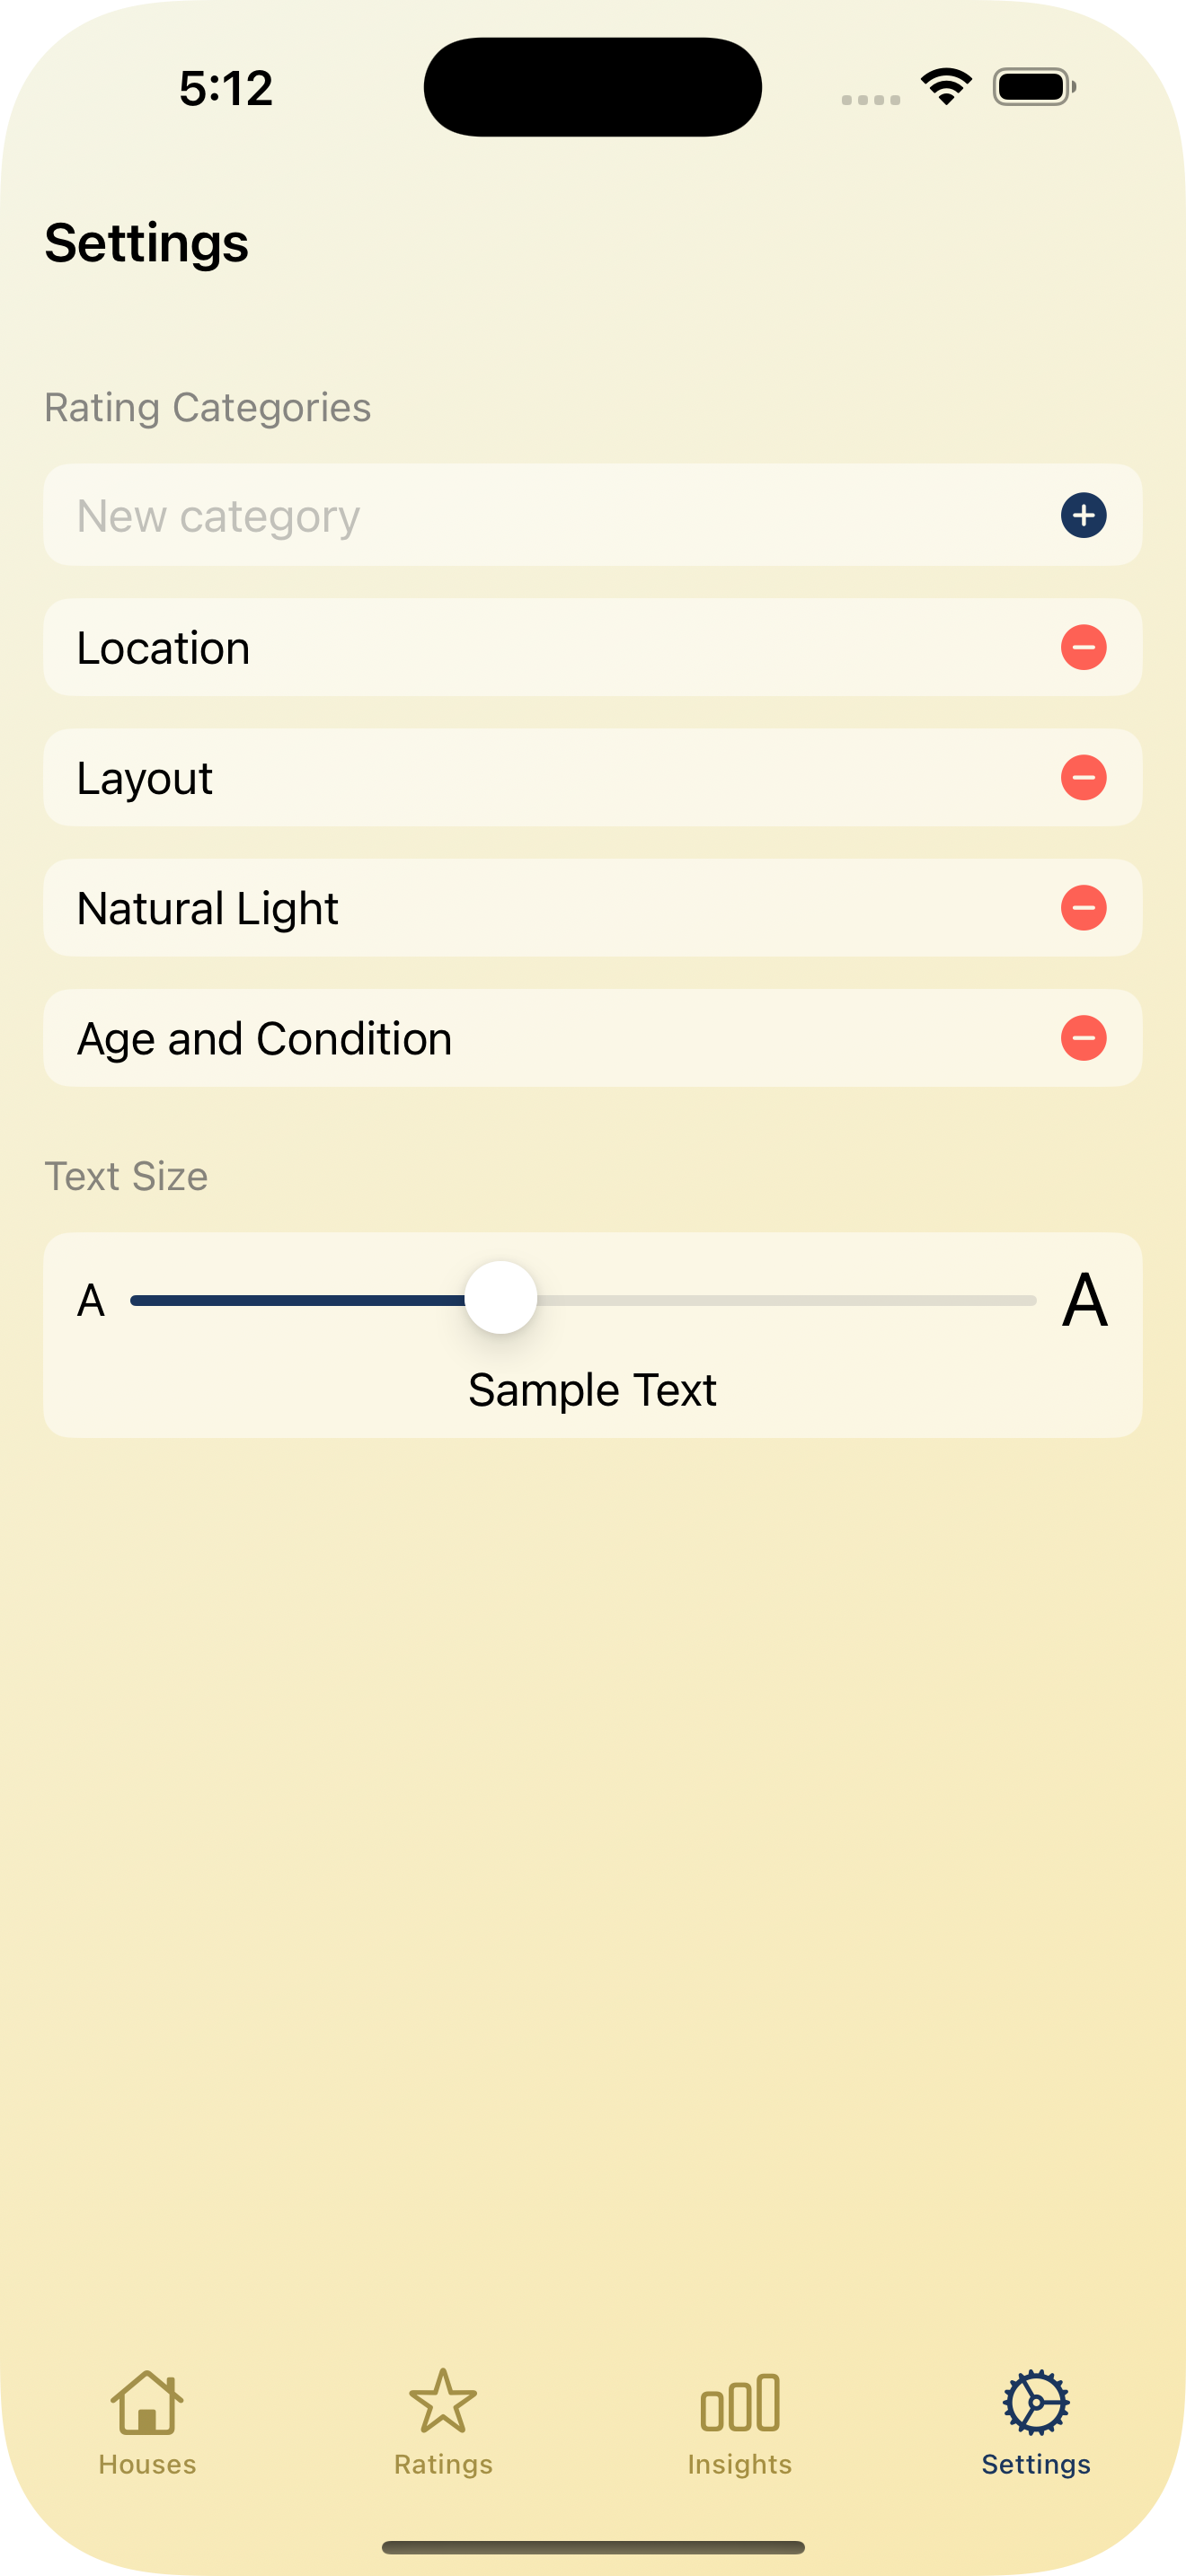 5:12
Settings
Rating Categories
New category
Location
Layout
Natural Light
Age and Condition
Text Size
A A
Sample Text
Houses Ratings Insights Settings